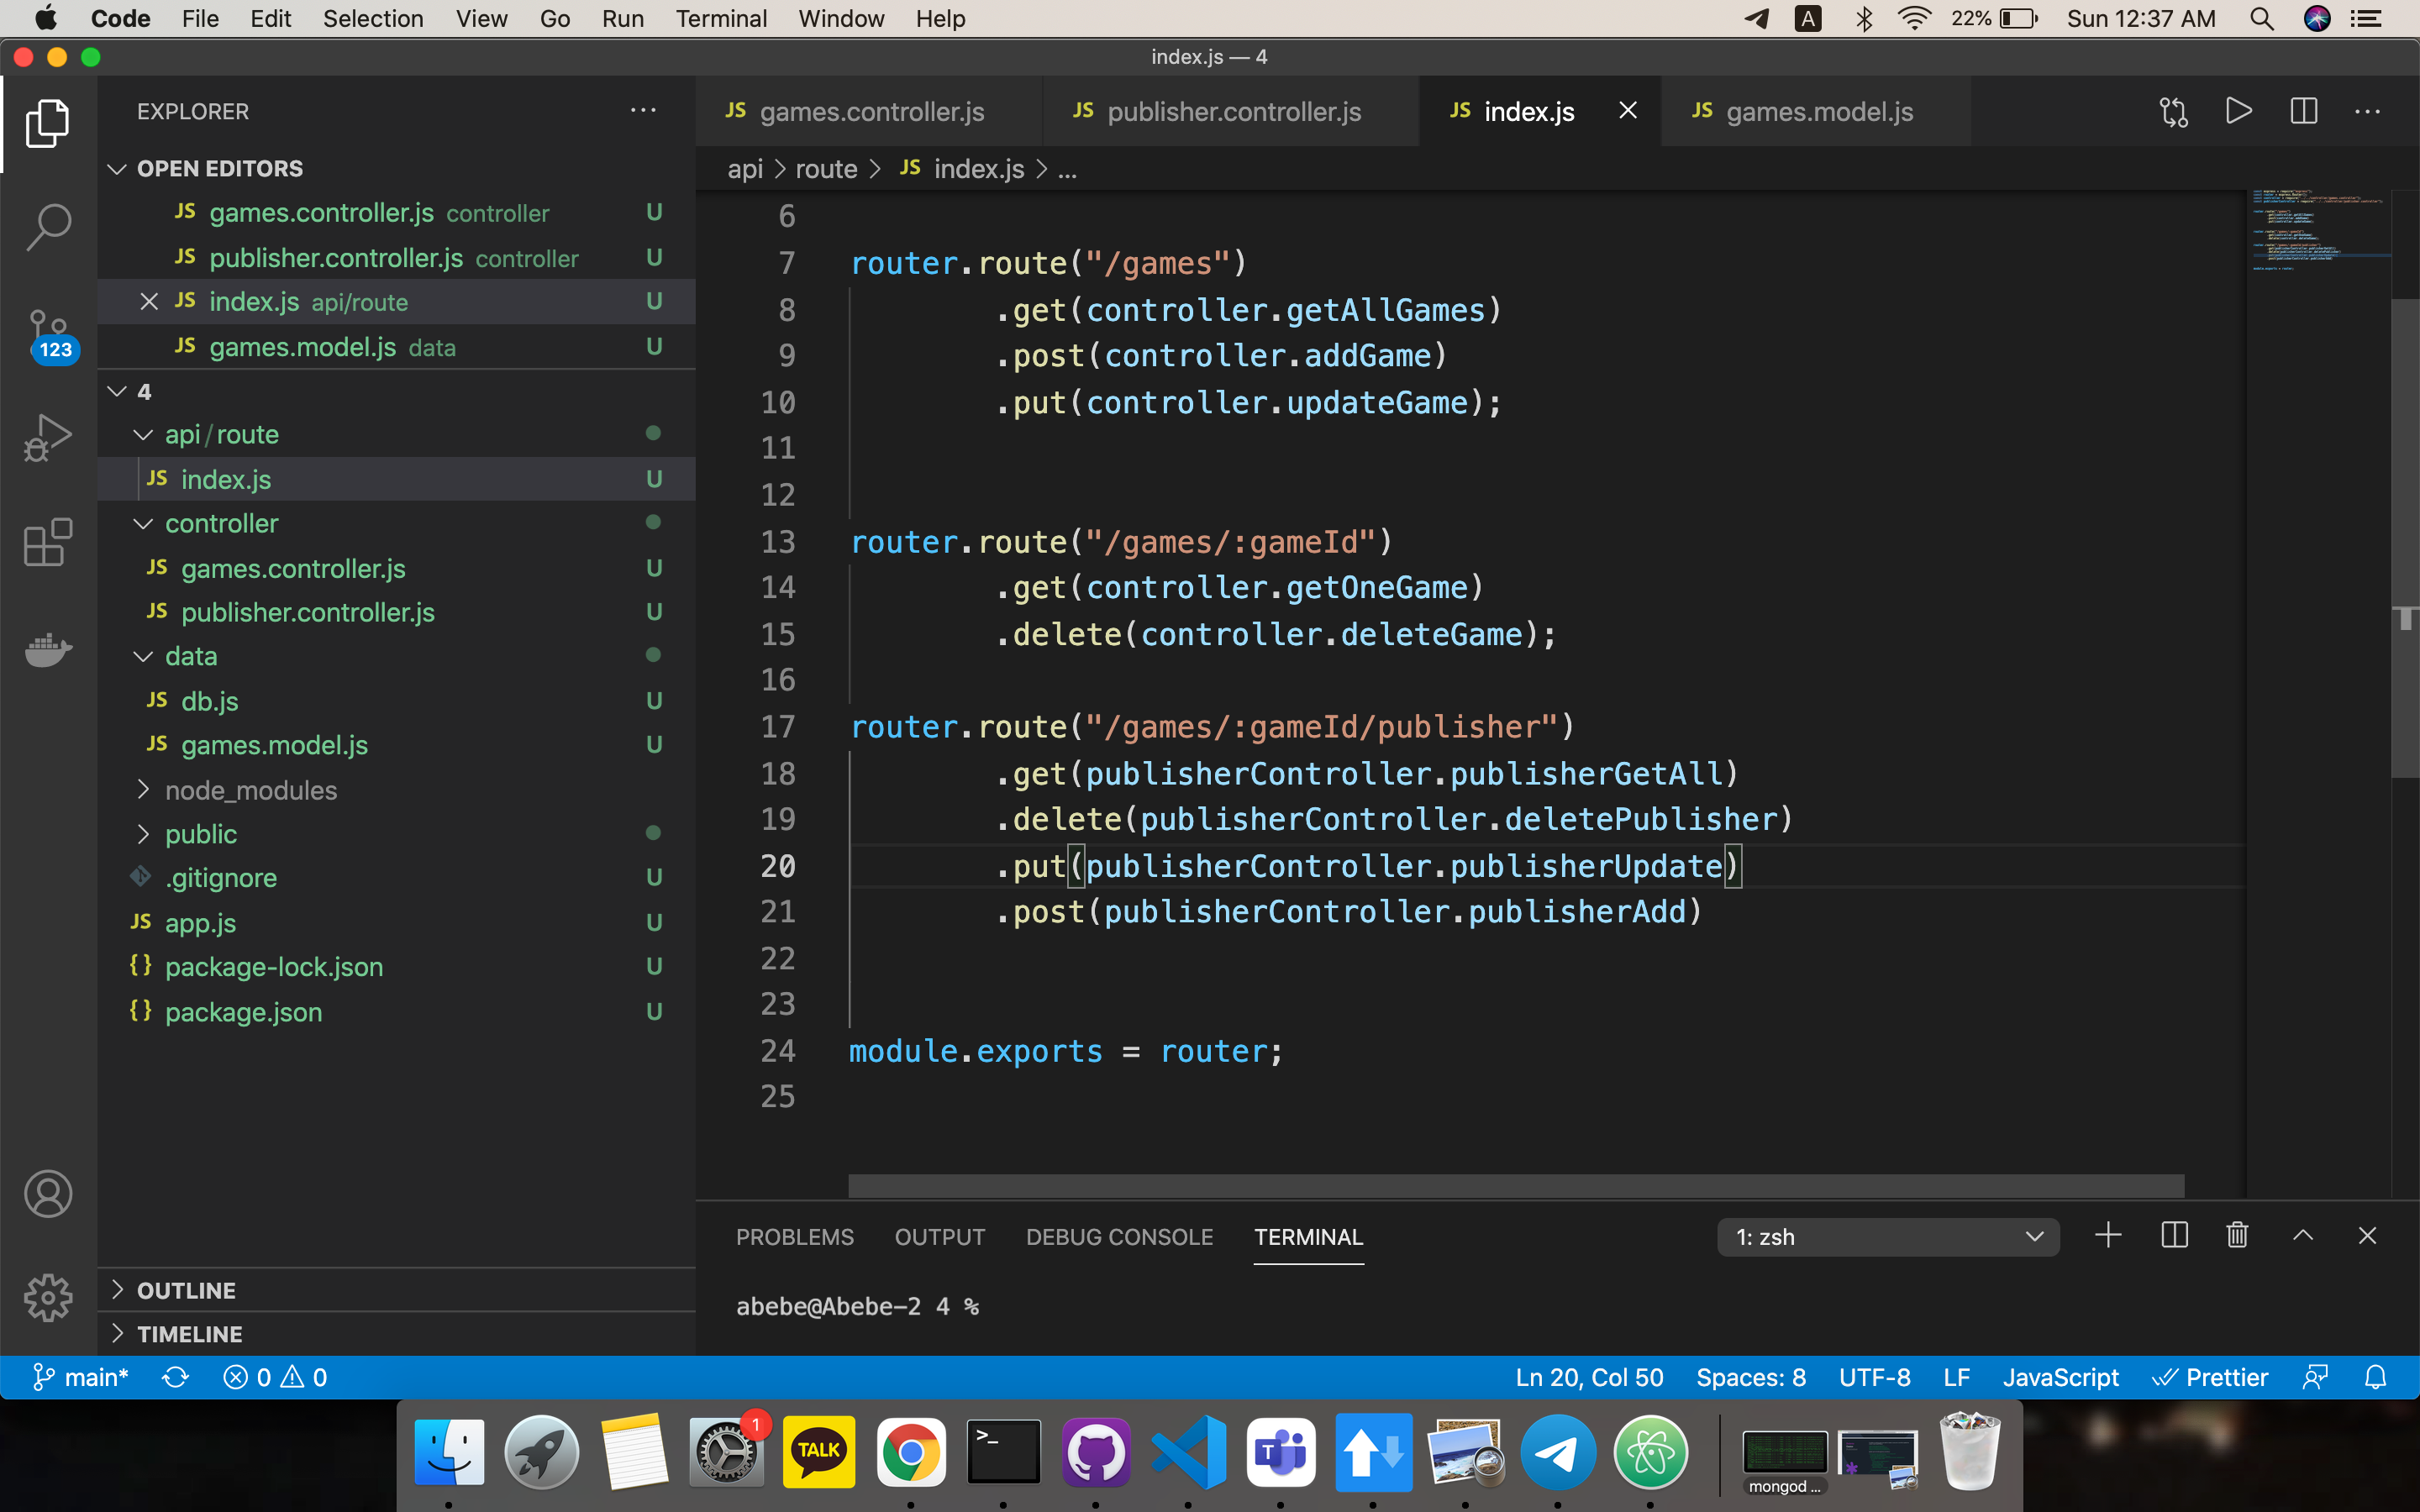 Code File Edit Selection View Go Run Terminal Window Help A 22% Sun 12:37 AM
index.js — 4
EXPLORER ...
JS games.controller.js JS publisher.controller.js JS index.js JS games.model.js
OPEN EDITORS
api > route > JS index.js > ...
JS games.controller.js controller U
JS publisher.controller.js controller U
JS index.js api/route U
JS games.model.js data U
123
4
api/route
JS index.js U
controller
JS games.controller.js U
JS publisher.controller.js U
data
JS db.js U
JS games.model.js U
node_modules
public
.gitignore U
JS app.js U
{} package-lock.json U
{} package.json U
OUTLINE
TIMELINE
6
7 router.route("/games")
8 .get(controller.getAllGames)
9 .post(controller.addGame)
10 .put(controller.updateGame);
11
12
13 router.route("/games/:gameId")
14 .get(controller.getOneGame)
15 .delete(controller.deleteGame);
16
17 router.route("/games/:gameId/publisher")
18 .get(publisherController.publisherGetAll)
19 .delete(publisherController.deletePublisher)
20 .put(publisherController.publisherUpdate)
21 .post(publisherController.publisherAdd)
22
23
24 module.exports = router;
25
PROBLEMS OUTPUT DEBUG CONSOLE TERMINAL 1: zsh
abebe@Abebe-2 4 %
main* 0 0 Ln 20, Col 50 Spaces: 8 UTF-8 LF JavaScript Prettier
1
TALK
>_
T
mongod ...